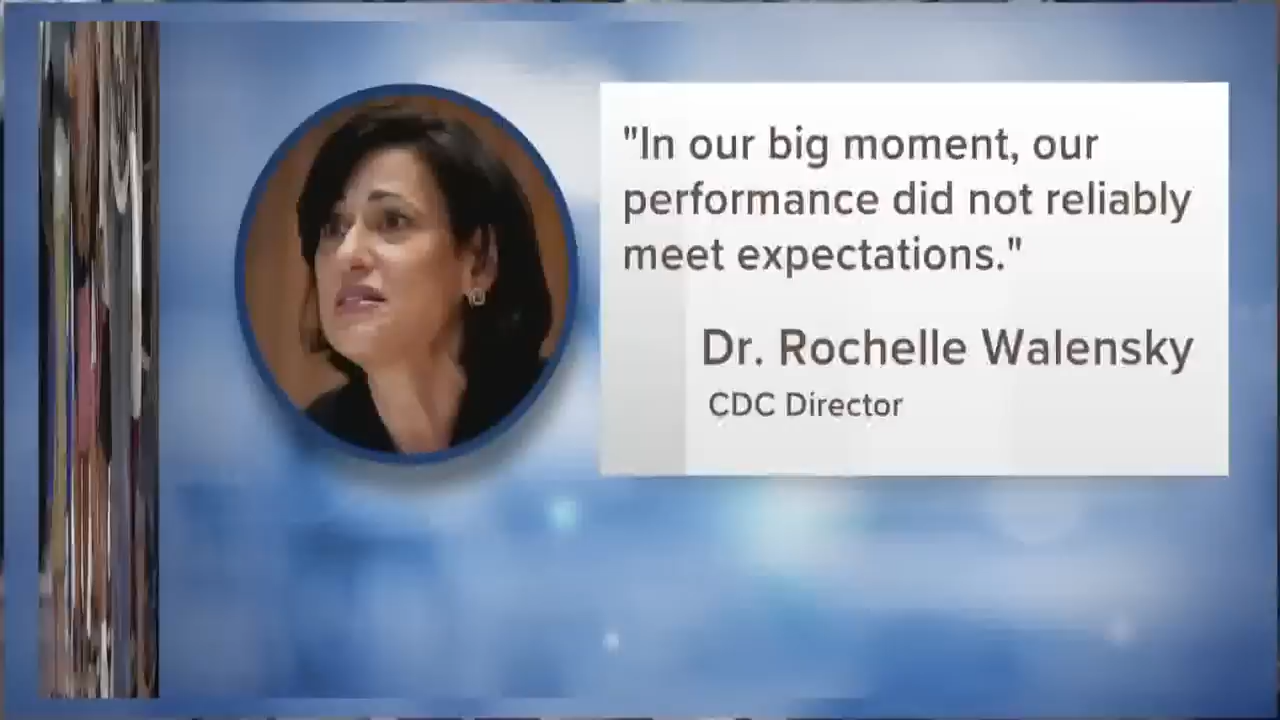 "In our big moment, our
performance did not reliably
meet expectations."
Dr. Rochelle Walensky
CDC Director